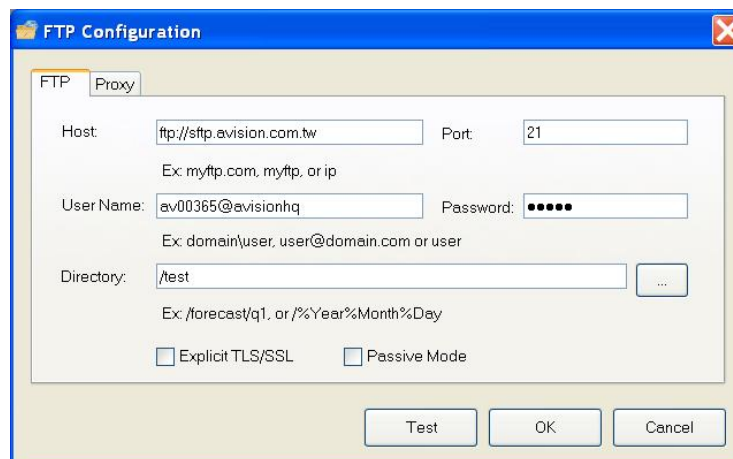 FTP Configuration
FTP Proxy
Host: ftp://sftp.avision.com.tw Port: 21
Ex: myftp.com, myftp, or ip
User Name: av00365@avisionhq Password: ●●●●●
Ex: domain\user, user@domain.com or user
Directory: /test ...
Ex: /forecast/q1, or /%Year%Month%Day
Explicit TLS/SSL Passive Mode
Test OK Cancel